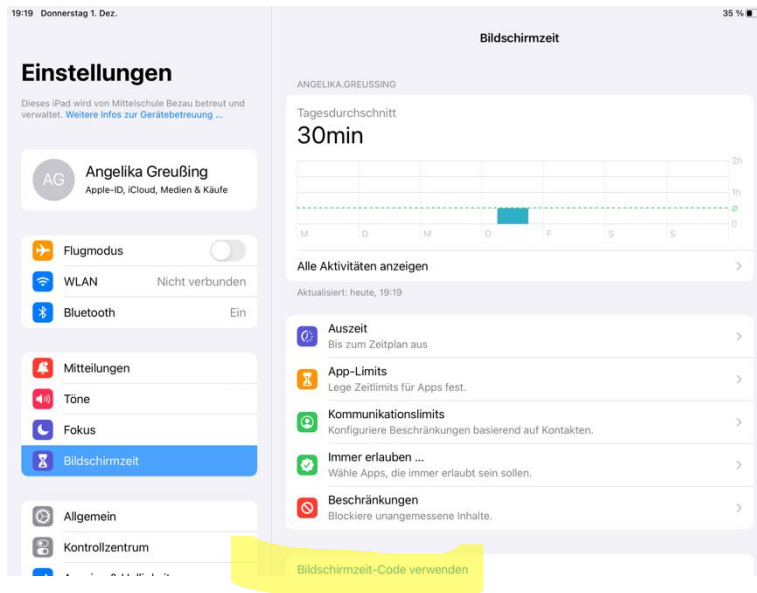 19:19 Donnerstag 1. Dez.
35 %
Einstellungen
Dieses iPad wird von Mittelschule Bezau betreut und
verwaltet. Weitere Infos zur Gerätebetreuung ...
AG
Angelika Greußing
Apple-ID, iCloud, Medien & Käufe
Flugmodus
WLAN Nicht verbunden
Bluetooth Ein
Mitteilungen
Töne
Fokus
Bildschirmzeit
Allgemein
Kontrollzentrum
Bildschirmzeit
ANGELIKA.GREUSSING
Tagesdurchschnitt
30min
2h
1h
ø
0
M D M D F S S
Alle Aktivitäten anzeigen
Aktualisiert: heute, 19:19
Auszeit
Bis zum Zeitplan aus
App-Limits
Lege Zeitlimits für Apps fest.
Kommunikationslimits
Konfiguriere Beschränkungen basierend auf Kontakten.
Immer erlauben ...
Wähle Apps, die immer erlaubt sein sollen.
Beschränkungen
Blockiere unangemessene Inhalte.
Bildschirmzeit-Code verwenden